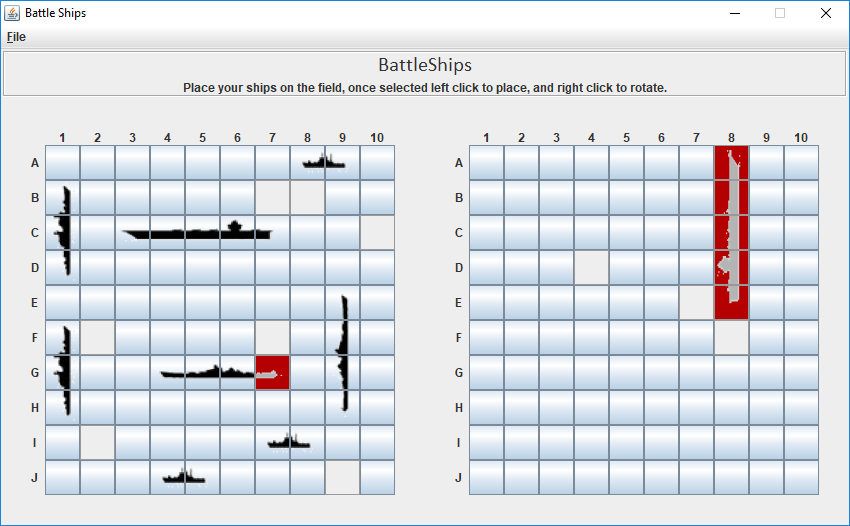 Battle Ships
File
BattleShips
Place your ships on the field, once selected left click to place, and right click to rotate.
1 2 3 4 5 6 7 8 9 10 1 2 3 4 5 6 7 8 9 10
A A
B B
C C
D D
E E
F F
G G
H H
I I
J J